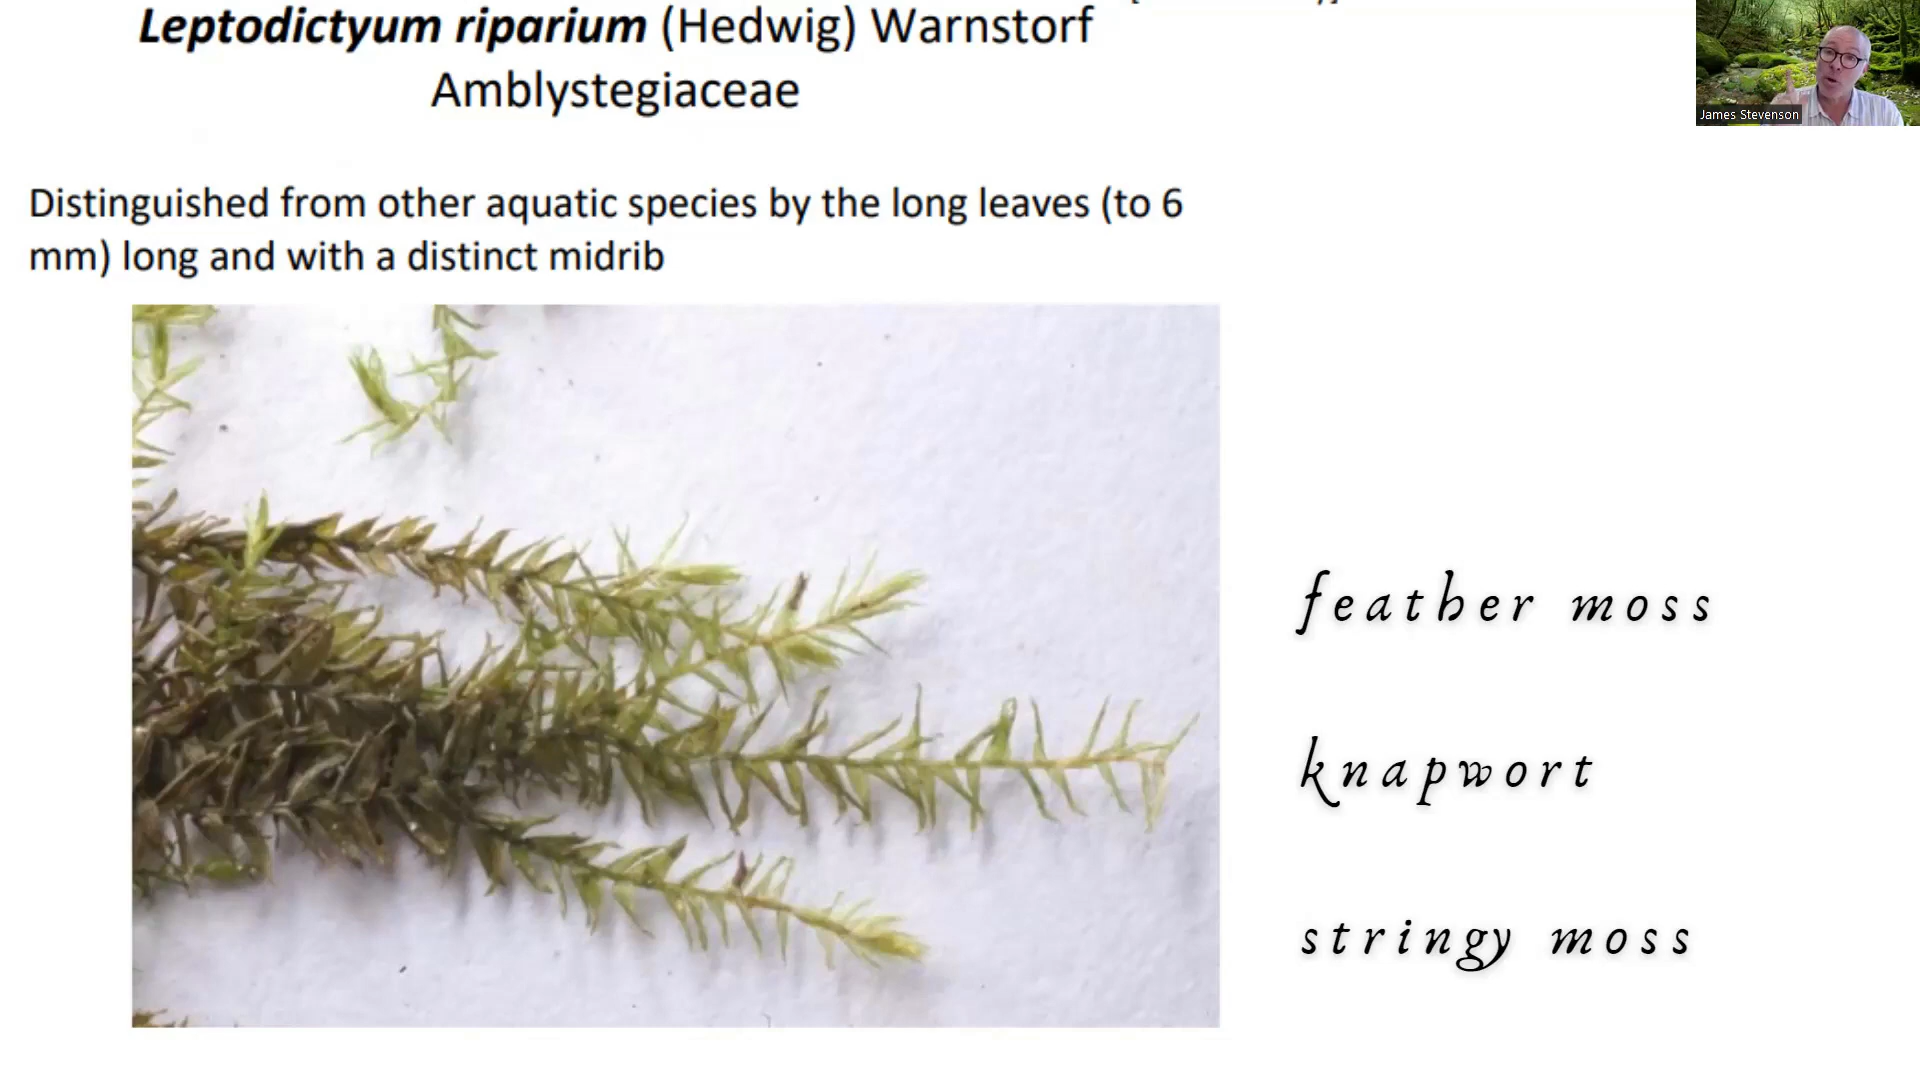 Leptodictyum riparium (Hedwig) Warnstorf
Amblystegiaceae
James Stevenson
Distinguished from other aquatic species by the long leaves (to 6
mm) long and with a distinct midrib
feather moss
knapwort
stringy moss